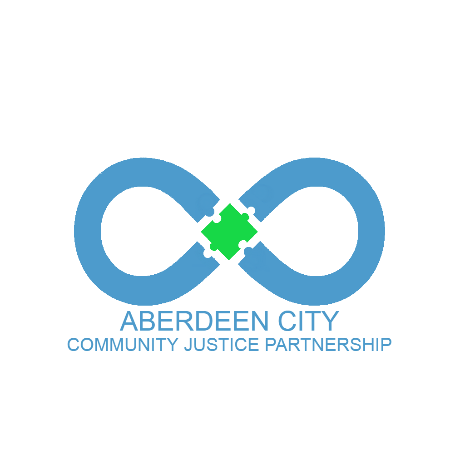 ABERDEEN CITY
COMMUNITY JUSTICE PARTNERSHIP